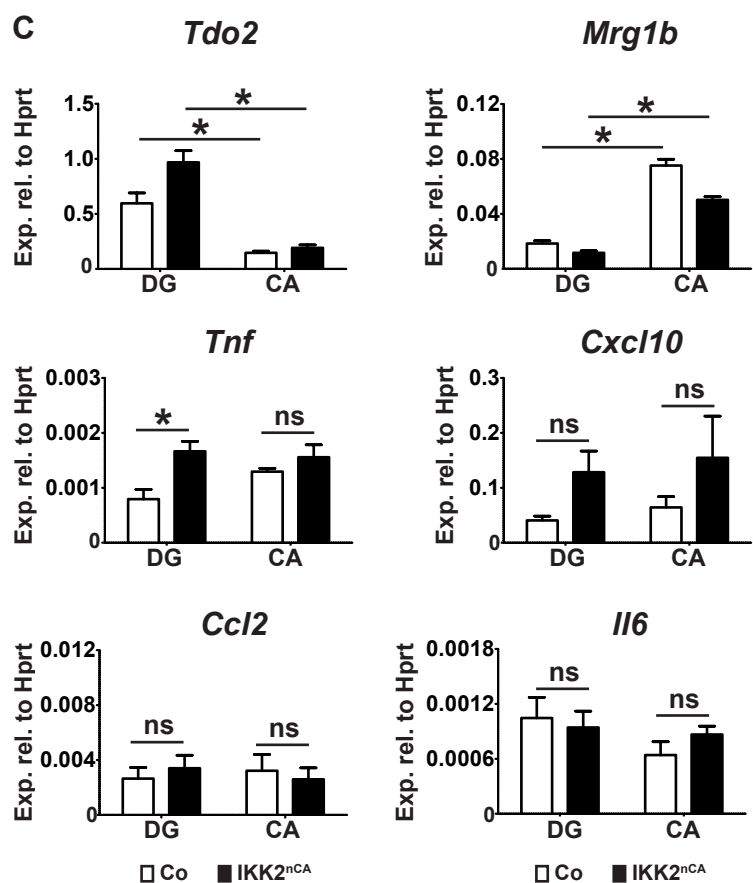 C
Tdo2
Exp. rel. to Hprt
1.5
1.0
0.5
0
*
*
DG CA
Mrg1b
Exp. rel. to Hprt
0.12
0.08
0.04
0
*
*
DG CA
Tnf
Exp. rel. to Hprt
0.003
0.002
0.001
0
* ns
DG CA
Cxcl10
Exp. rel. to Hprt
0.3
0.2
0.1
0
ns
ns
DG CA
Ccl2
Exp. rel. to Hprt
0.012
0.008
0.004
0
ns ns
DG CA
Il6
Exp. rel. to Hprt
0.0018
0.0012
0.0006
0
ns
ns
DG CA
Co IKK2nCA
Co IKK2nCA